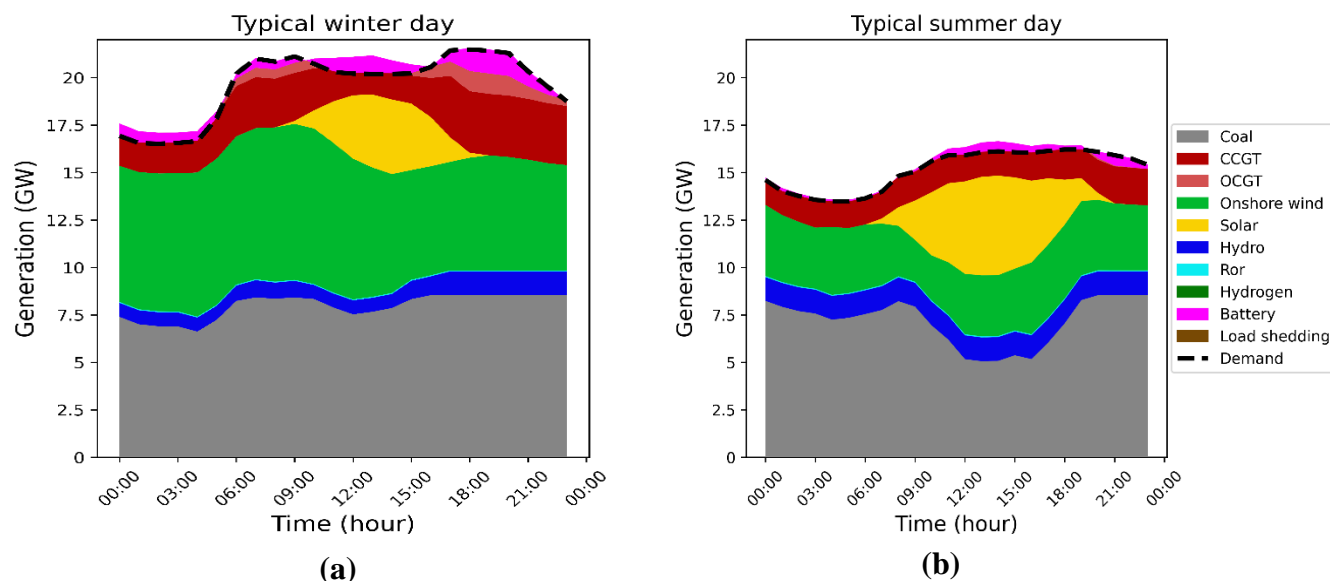 Typical winter day
Generation (GW)
20
17.5
15
12.5
10
7.5
5
2.5
0
00:00
03:00
06:00
09:00
12:00
15:00
18:00
21:00
00:00
Time (hour)
(a)
Typical summer day
Generation (GW)
20
17.5
15
12.5
10
7.5
5
2.5
0
00:00
03:00
06:00
09:00
12:00
15:00
18:00
21:00
00:00
Time (hour)
(b)
Coal
CCGT
OCGT
Onshore wind
Solar
Hydro
Ror
Hydrogen
Battery
Load shedding
Demand